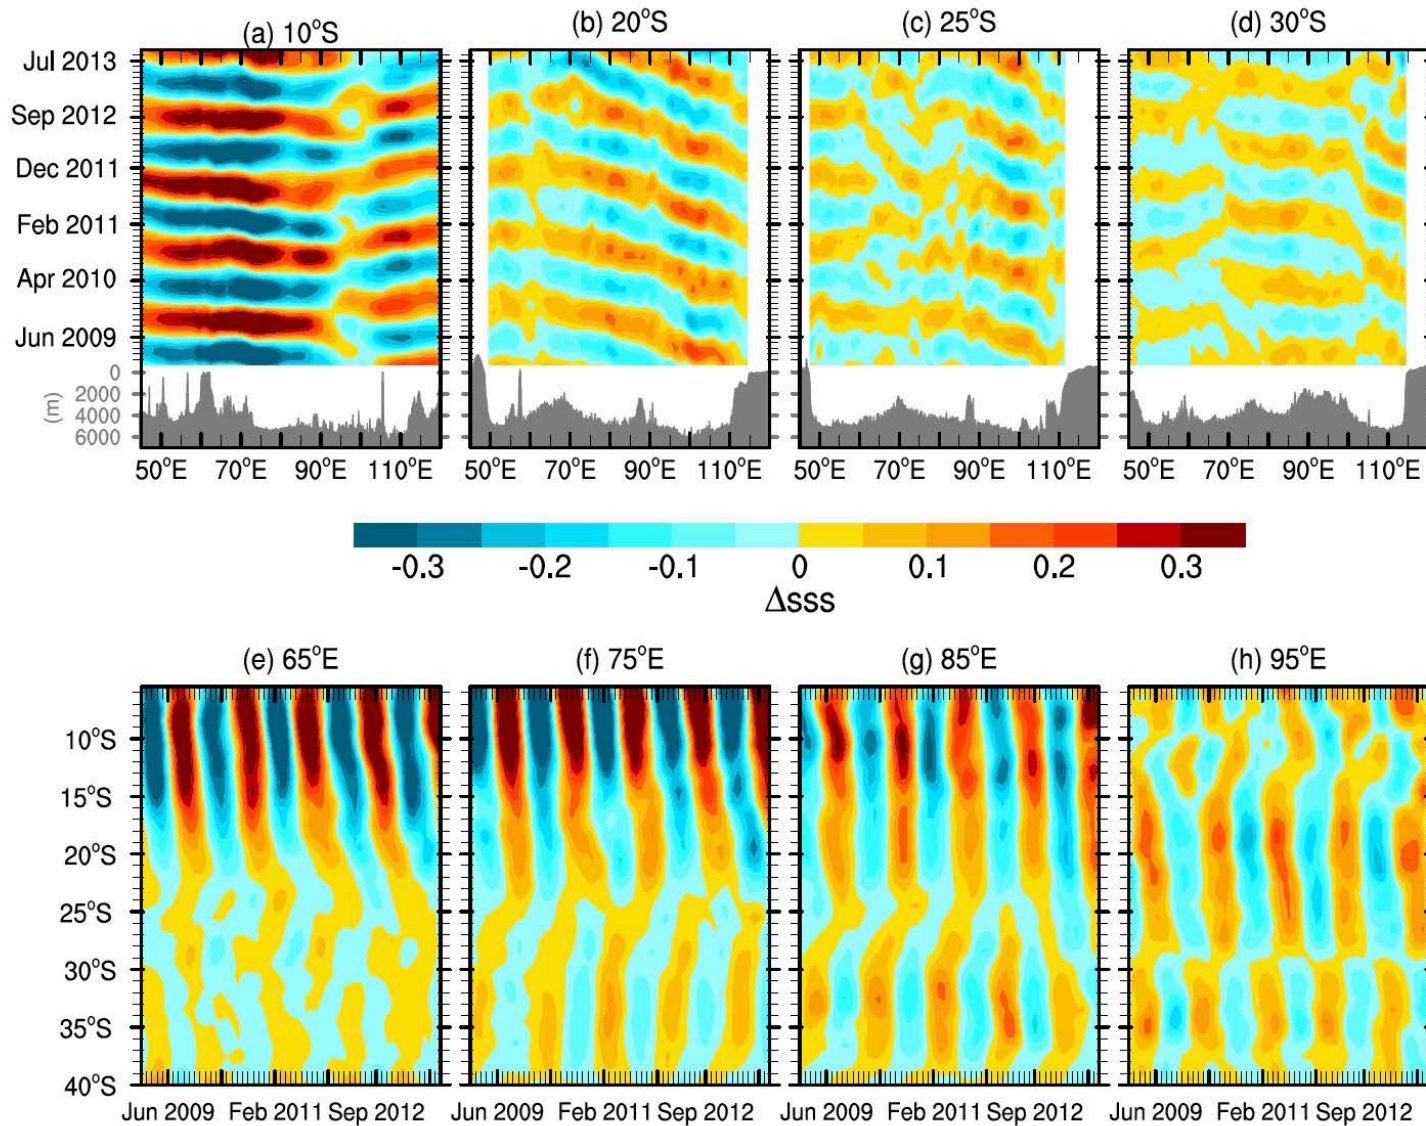 (a) 10°S
(b) 20°S
(c) 25°S
(d) 30°S
Jul 2013
Sep 2012
Dec 2011
Feb 2011
Apr 2010
Jun 2009
0
2000
4000
6000
(m)
50°E 70°E 90°E 110°E
50°E 70°E 90°E 110°E
50°E 70°E 90°E 110°E
50°E 70°E 90°E 110°E
-0.3 -0.2 -0.1 0 0.1 0.2 0.3
Δsss
(e) 65°E
(f) 75°E
(g) 85°E
(h) 95°E
10°S
15°S
20°S
25°S
30°S
35°S
40°S
Jun 2009 Feb 2011 Sep 2012
Jun 2009 Feb 2011 Sep 2012
Jun 2009 Feb 2011 Sep 2012
Jun 2009 Feb 2011 Sep 2012